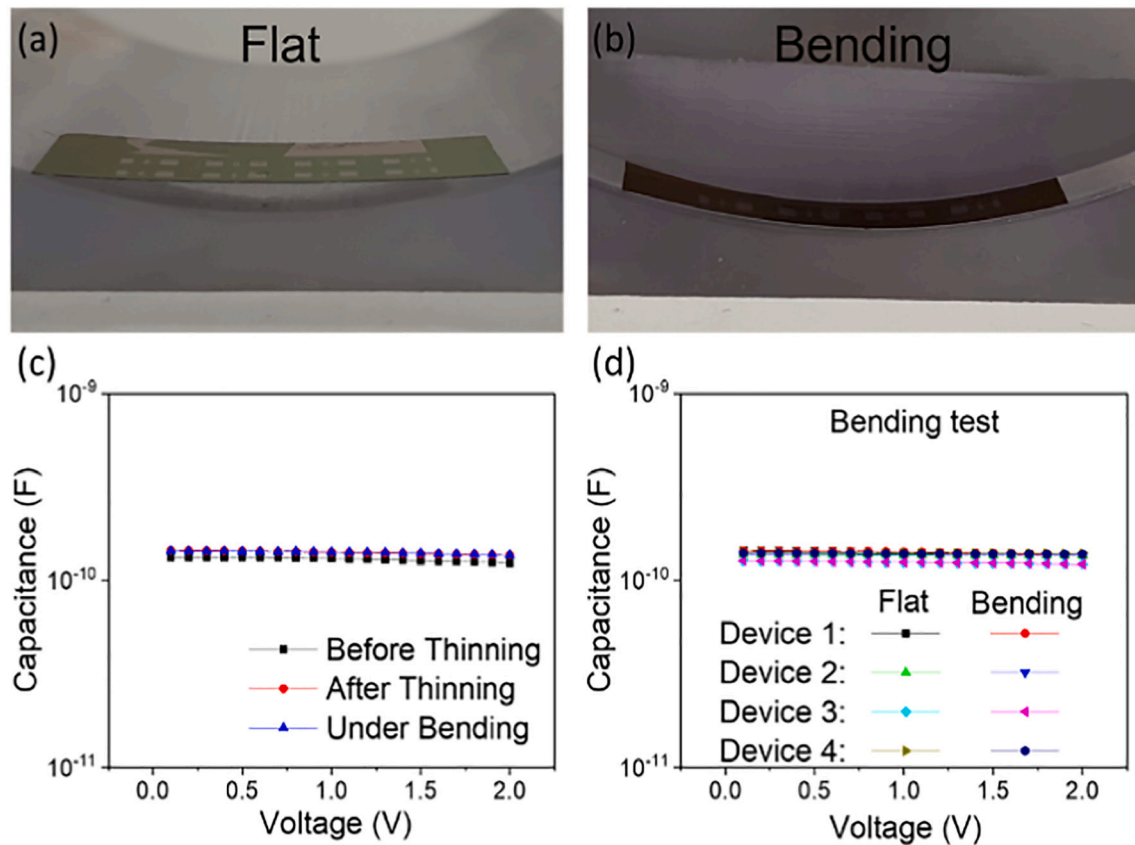 (a)
Flat
(b)
Bending
(c)
10-9
10-10
10-11
Capacitance (F)
Before Thinning
After Thinning
Under Bending
0.0 0.5 1.0 1.5 2.0
Voltage (V)
(d)
10-9
10-10
10-11
Capacitance (F)
Bending test
Flat Bending
Device 1:
Device 2:
Device 3:
Device 4:
0.0 0.5 1.0 1.5 2.0
Voltage (V)